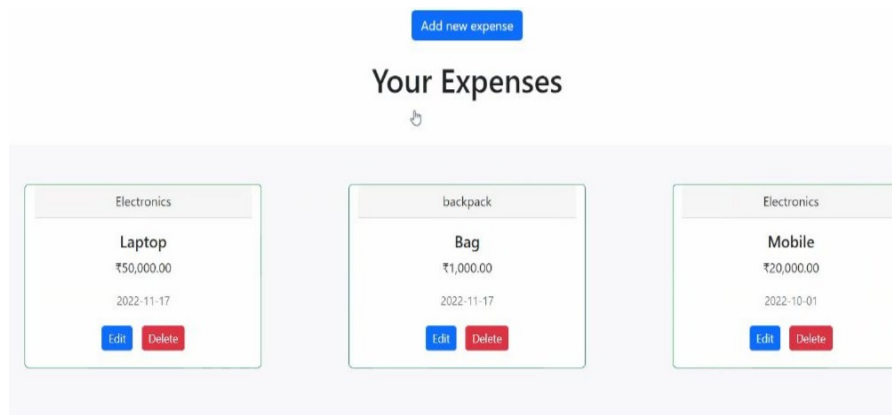 Add new expense
Your Expenses
Electronics
Laptop
₹50,000.00
2022-11-17
Edit Delete
backpack
Bag
₹1,000.00
2022-11-17
Edit Delete
Electronics
Mobile
₹20,000.00
2022-10-01
Edit Delete